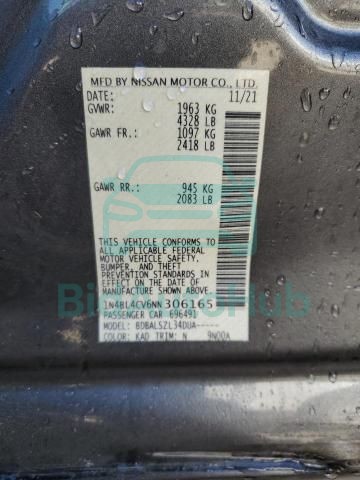 MFD BY NISSAN MOTOR CO., LTD.
DATE: 11/21
GVWR: 1963 KG
4328 LB
GAWR FR.: 1097 KG
2418 LB
GAWR RR.: 945 KG
2083 LB
THIS VEHICLE CONFORMS TO
ALL APPLICABLE FEDERAL
MOTOR VEHICLE SAFETY,
BUMPER, AND THEFT
PREVENTION STANDARDS IN
EFFECT ON THE DATE OF
MANUFACTURE SHOWN ABOVE.
1N4BL4CV6NN306165
PASSENGER CAR 696491
MODEL: BDBALSZL34DUA-----
COLOR: KAD TRIM: N 9N00A